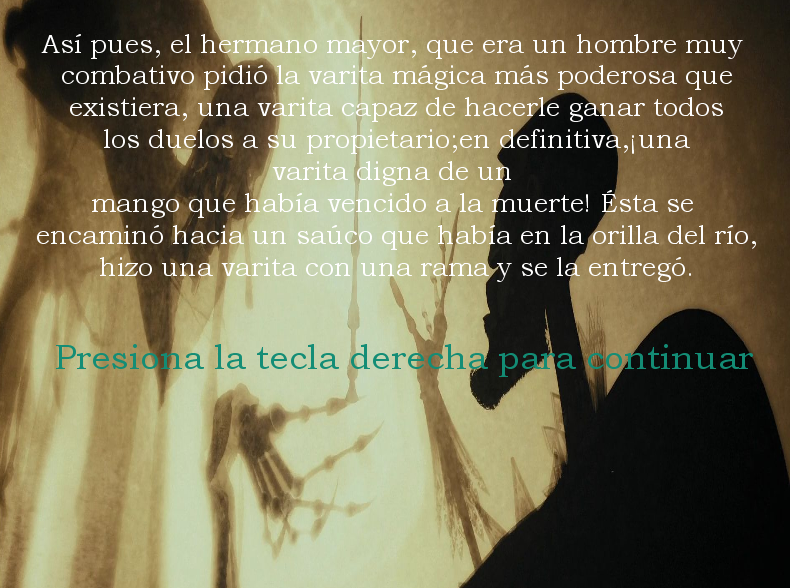 Así pues, el hermano mayor, que era un hombre muy
combativo pidió la varita mágica más poderosa que
existiera, una varita capaz de hacerle ganar todos
los duelos a su propietario;en definitiva,¡una
varita digna de un
mango que había vencido a la muerte! Ésta se
encaminó hacia un saúco que había en la orilla del río,
hizo una varita con una rama y se la entregó.
Presiona la tecla derecha para continuar